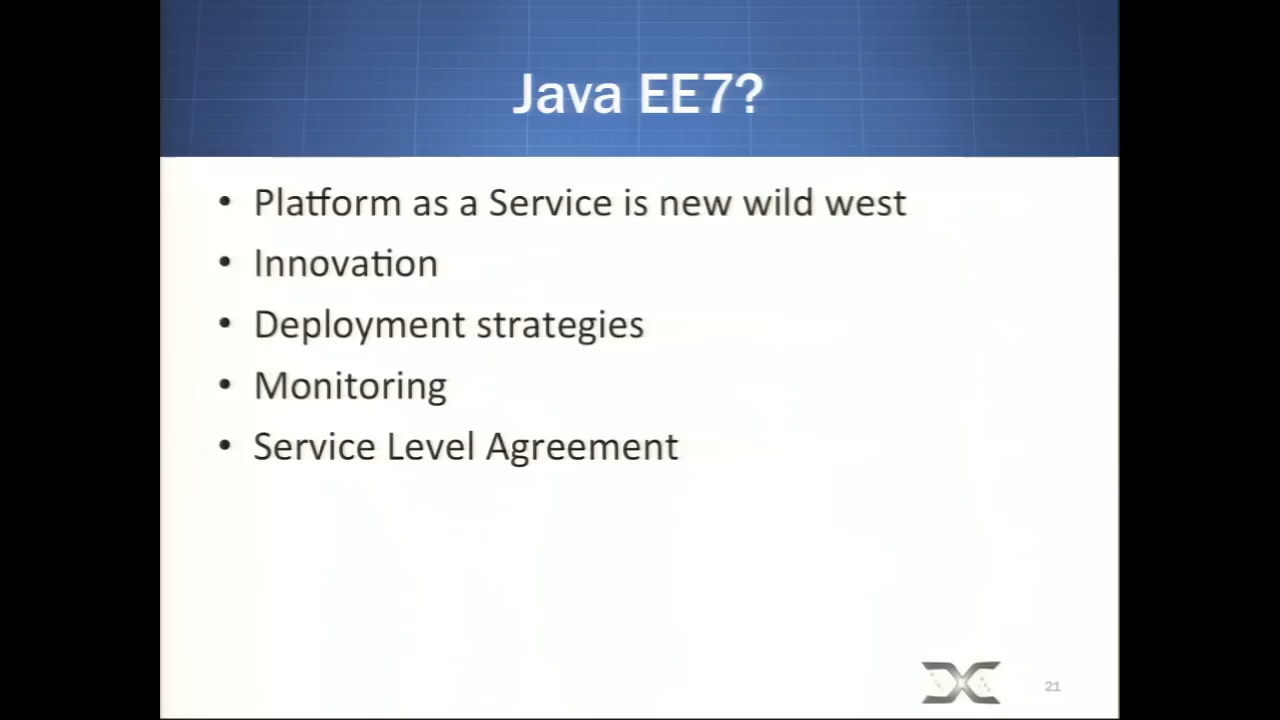 Java EE7?
• Platform as a Service is new wild west
• Innovation
• Deployment strategies
• Monitoring
• Service Level Agreement
21